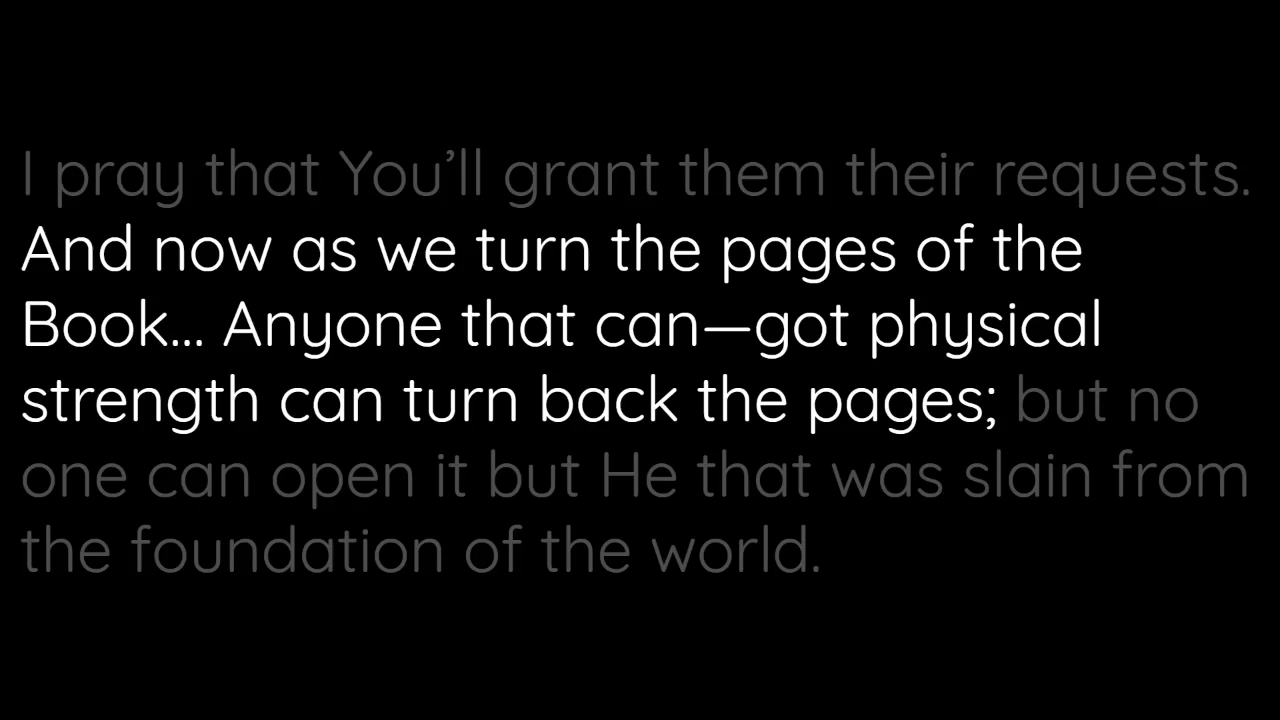 I pray that You’ll grant them their requests.
And now as we turn the pages of the
Book... Anyone that can—got physical
strength can turn back the pages; but no
one can open it but He that was slain from
the foundation of the world.